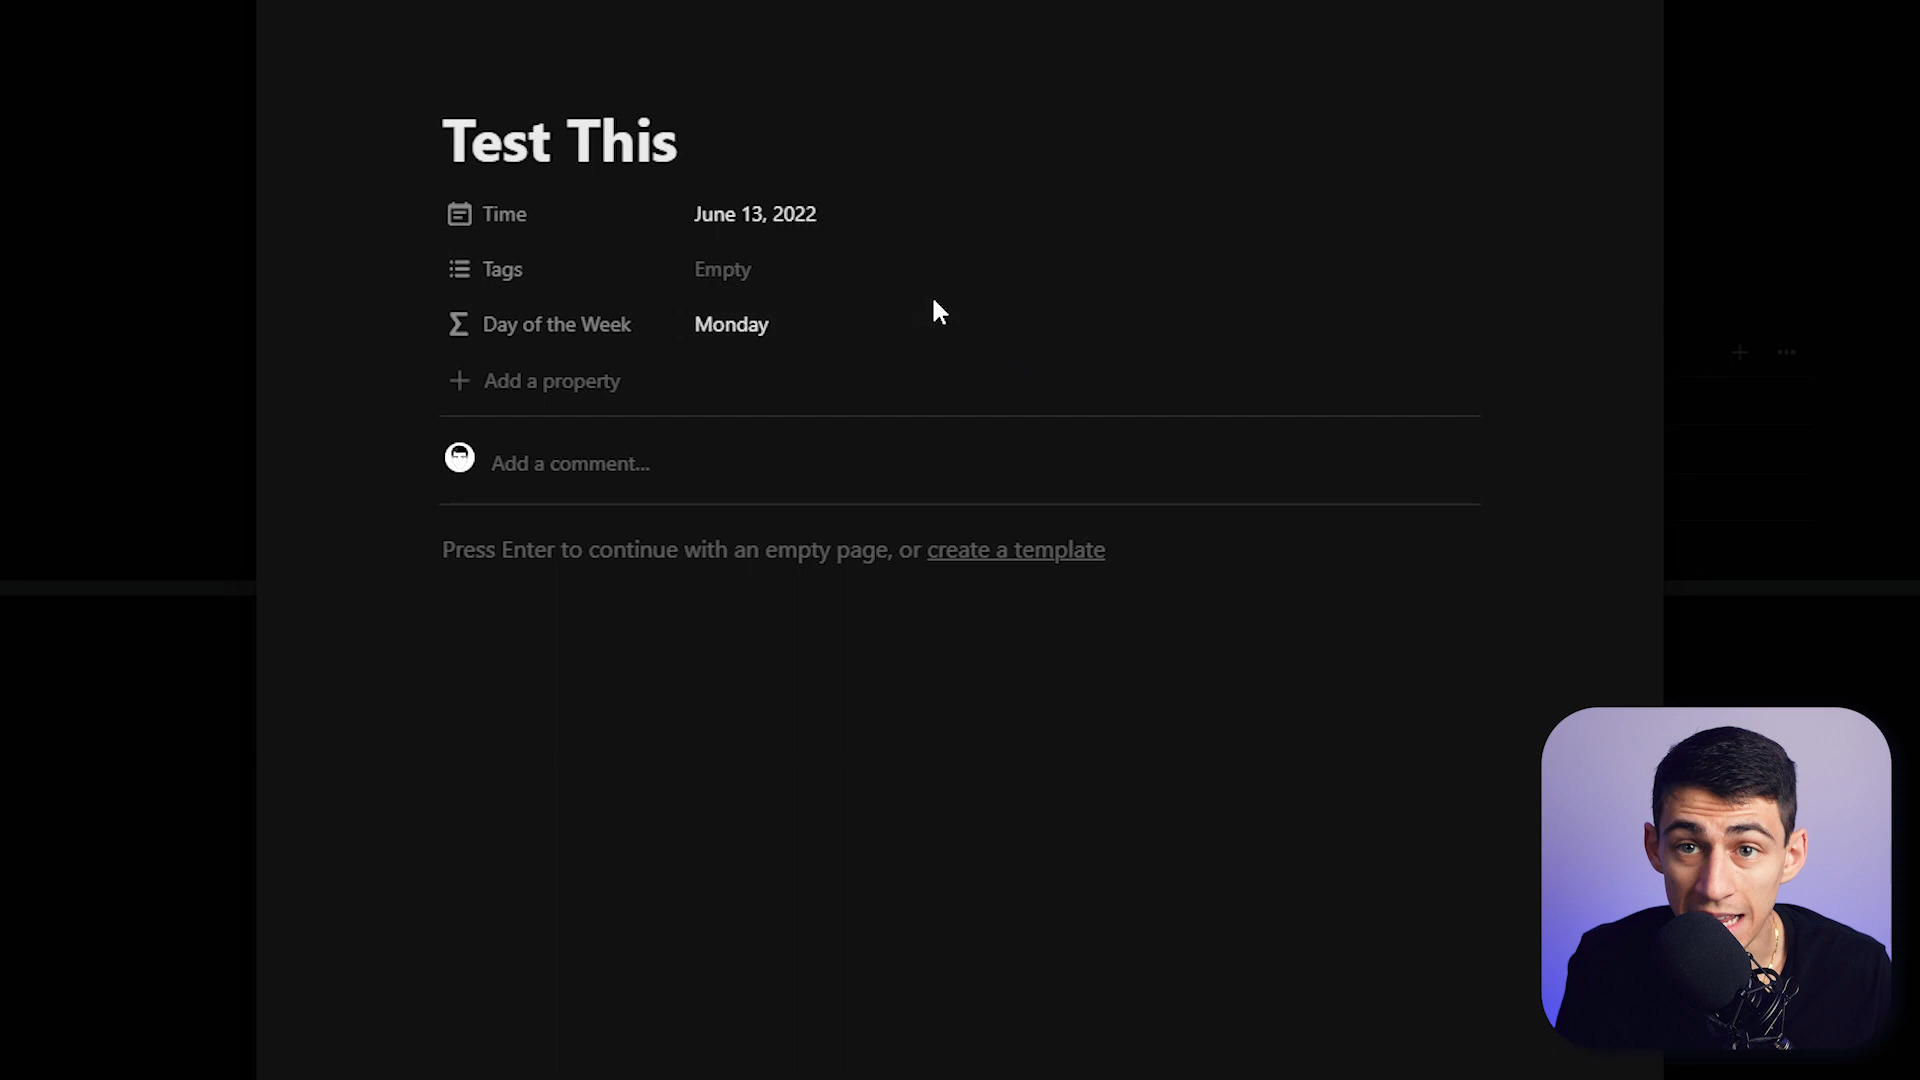 Test This
Time June 13, 2022
Tags Empty
Day of the Week Monday
Add a property
Add a comment...
Press Enter to continue with an empty page, or create a template